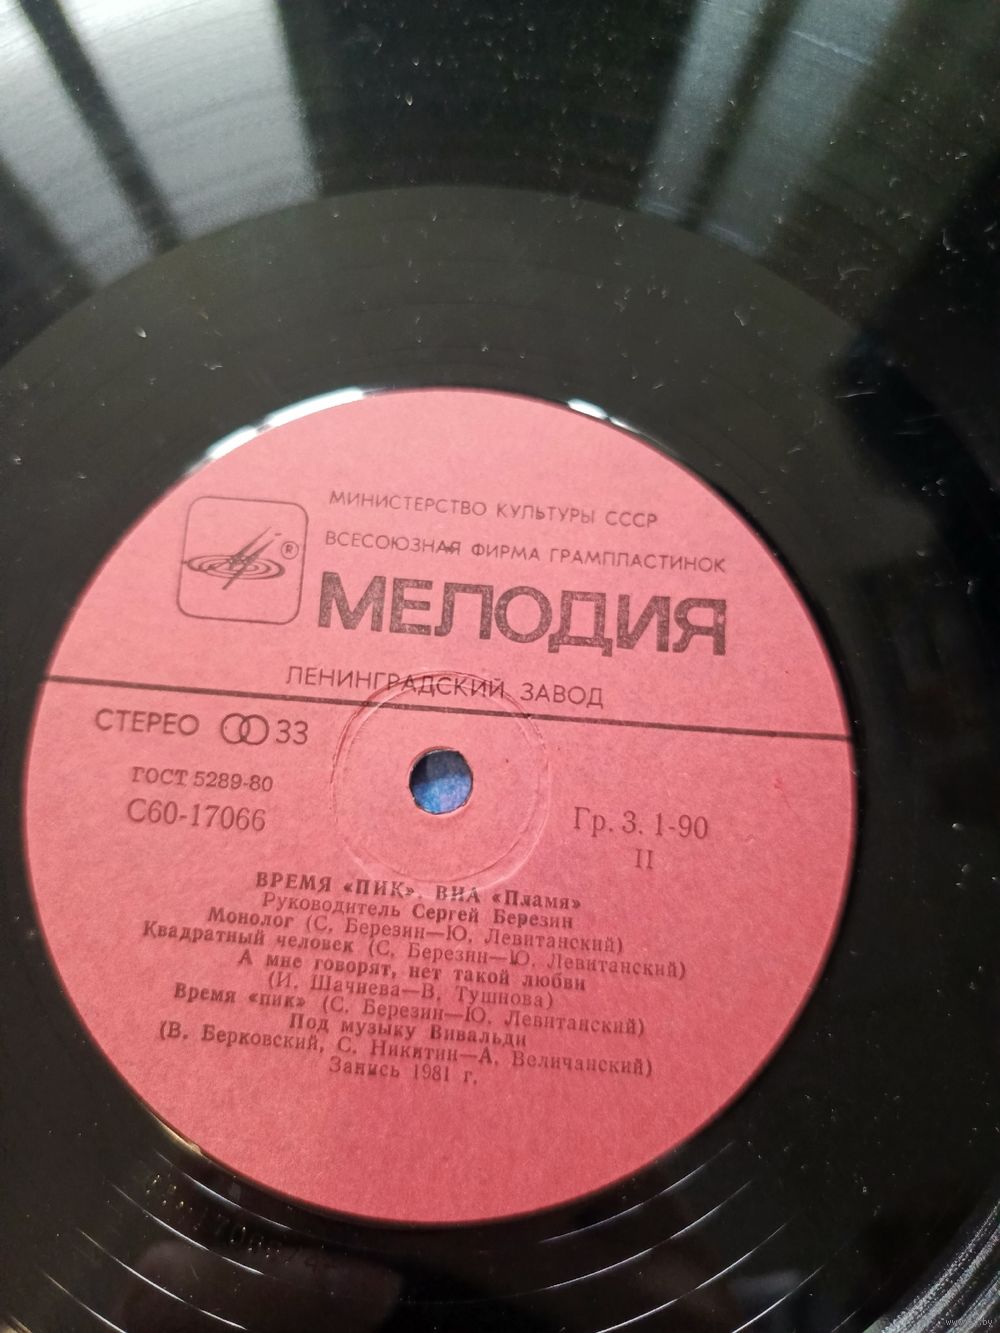 МИНИСТЕРСТВО КУЛЬТУРЫ СССР
ВСЕСОЮЗНАЯ ФИРМА ГРАМПЛАСТИНОК
®
МЕЛОДИЯ
ЛЕНИНГРАДСКИЙ ЗАВОД
СТЕРЕО 33
ГОСТ 5289-80
С60-17066
Гр. 3. 1-90
II
ВРЕМЯ «ПИК». ВИА «Пламя»
Руководитель Сергей Березин
Монолог (С. Березин—Ю. Левитанский)
Квадратный человек (С. Березин—Ю. Левитанский)
А мне говорят, нет такой любви
(И. Шачнева—В. Тушнова)
Время «пик» (С. Березин—Ю. Левитанский)
Под музыку Вивальди
(В. Берковский, С. Никитин—А. Величанский)
Запись 1981 г.